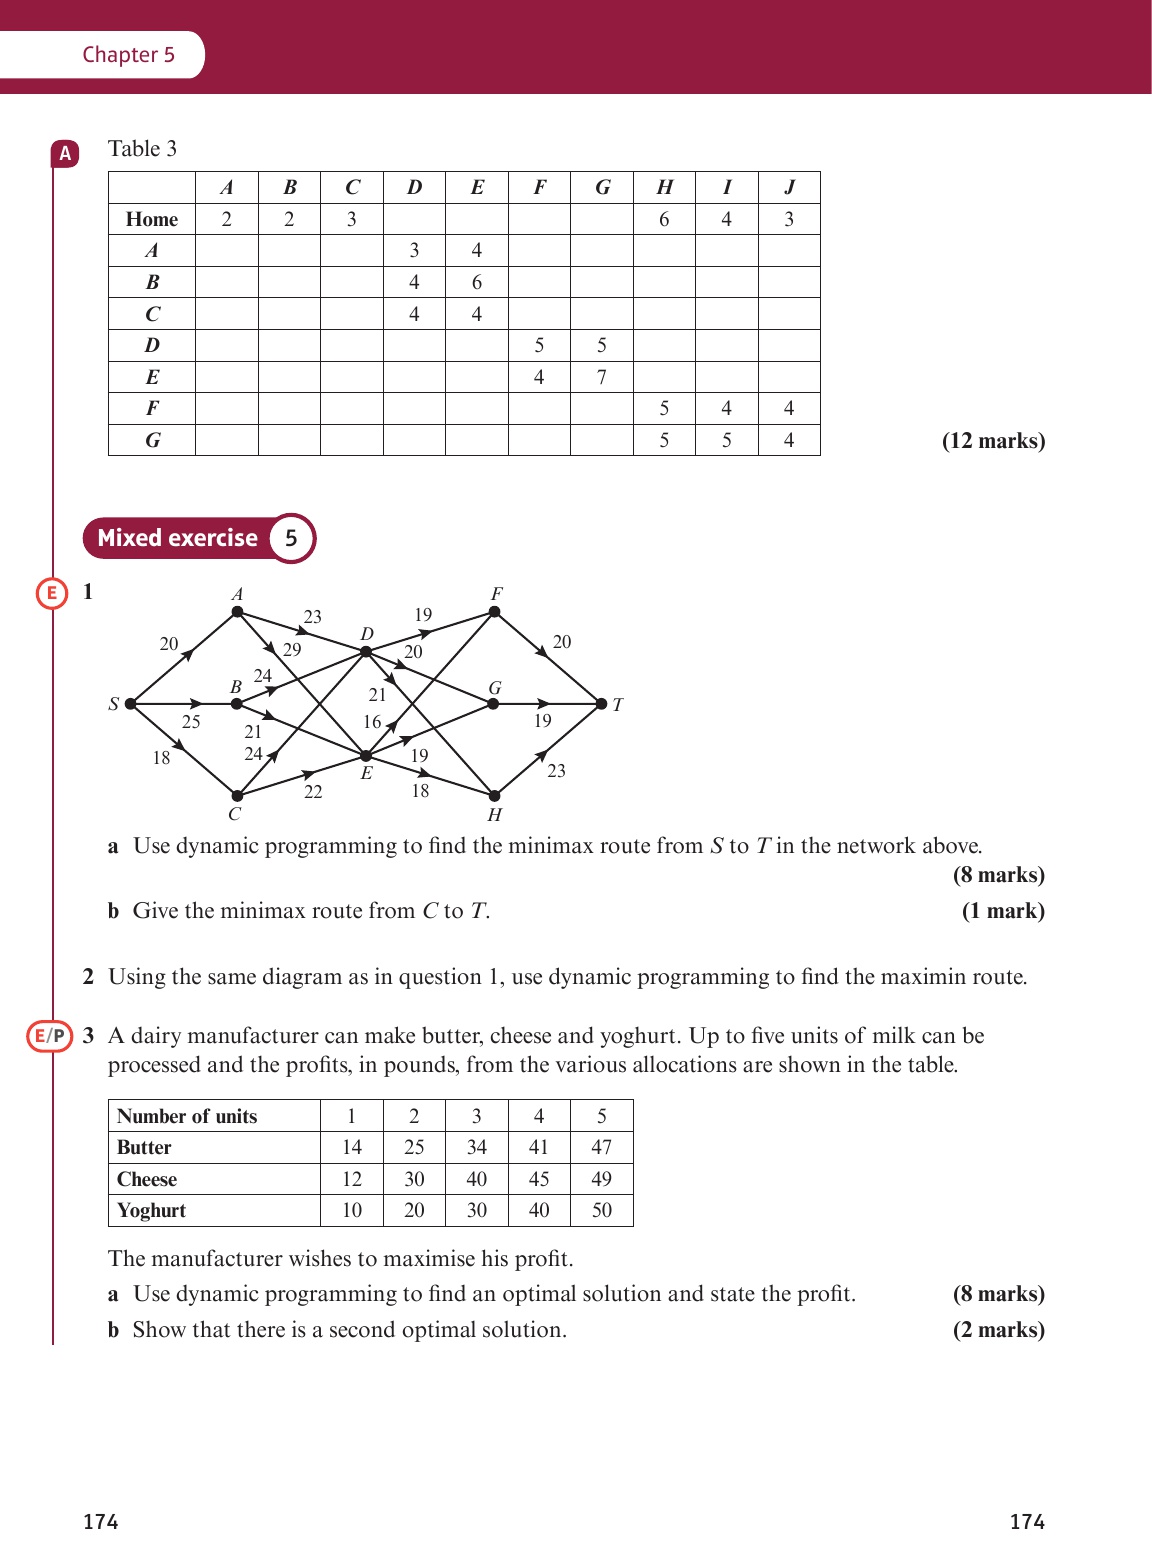 Chapter 5
A
Table 3
A B C D E F G H I J
Home 2 2 3 6 4 3
A 3 4
B 4 6
C 4 4
D 5 5
E 4 7
F 5 4 4
G 5 5 4
(12 marks)
Mixed exercise 5
E
1
A
F
23
19
20
D
20
29
20
24
B
21
G
S
T
25
21
16
19
18
24
19
23
E
22
18
C
H
a Use dynamic programming to find the minimax route from S to T in the network above.
(8 marks)
b Give the minimax route from C to T. (1 mark)
2 Using the same diagram as in question 1, use dynamic programming to find the maximin route.
E/P
3 A dairy manufacturer can make butter, cheese and yoghurt. Up to five units of milk can be
processed and the profits, in pounds, from the various allocations are shown in the table.
Number of units 1 2 3 4 5
Butter 14 25 34 41 47
Cheese 12 30 40 45 49
Yoghurt 10 20 30 40 50
The manufacturer wishes to maximise his profit.
a Use dynamic programming to find an optimal solution and state the profit. (8 marks)
b Show that there is a second optimal solution. (2 marks)
174
174